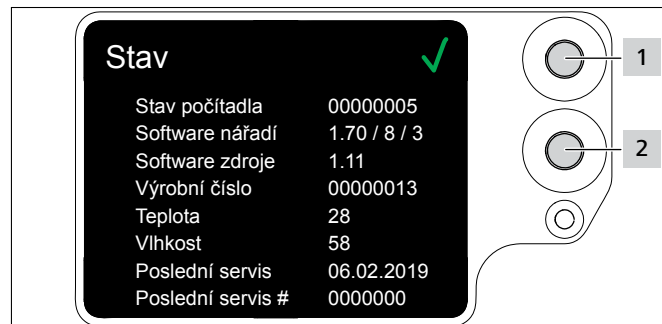 Stav
Stav počítadla 00000005
Software nářadí 1.70 / 8 / 3
Software zdroje 1.11
Výrobní číslo 00000013
Teplota 28
Vlhkost 58
Poslední servis 06.02.2019
Poslední servis # 0000000
1
2